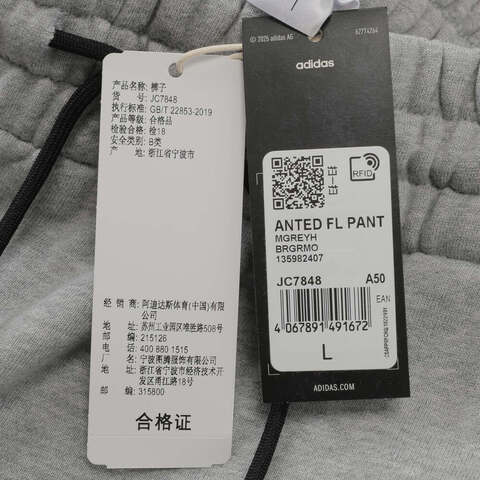 产品名称: 裤子
货 号: JC7848
执行标准: GB/T 22853-2019
产品等级: 合格品
检验合格: 检18
安全类别: B类
产 地: 浙江省宁波市
经 销 商: 阿迪达斯体育(中国)有限
公司
地 址: 苏州工业园区唯胜路508号
邮 编: 215126
电 话: 400 880 1515
厂 名: 宁波图腾服饰有限公司
地 址: 浙江省宁波市经济技术开
发区甬江路18号
邮 编: 315800
合格证
© 2025 adidas AG
62774264
adidas
RFID
ANTED FL PANT
MGREYH
BRGRMO
135982407
JC7848 A50
EAN
4 067891 491672
L
ADIDAS.COM